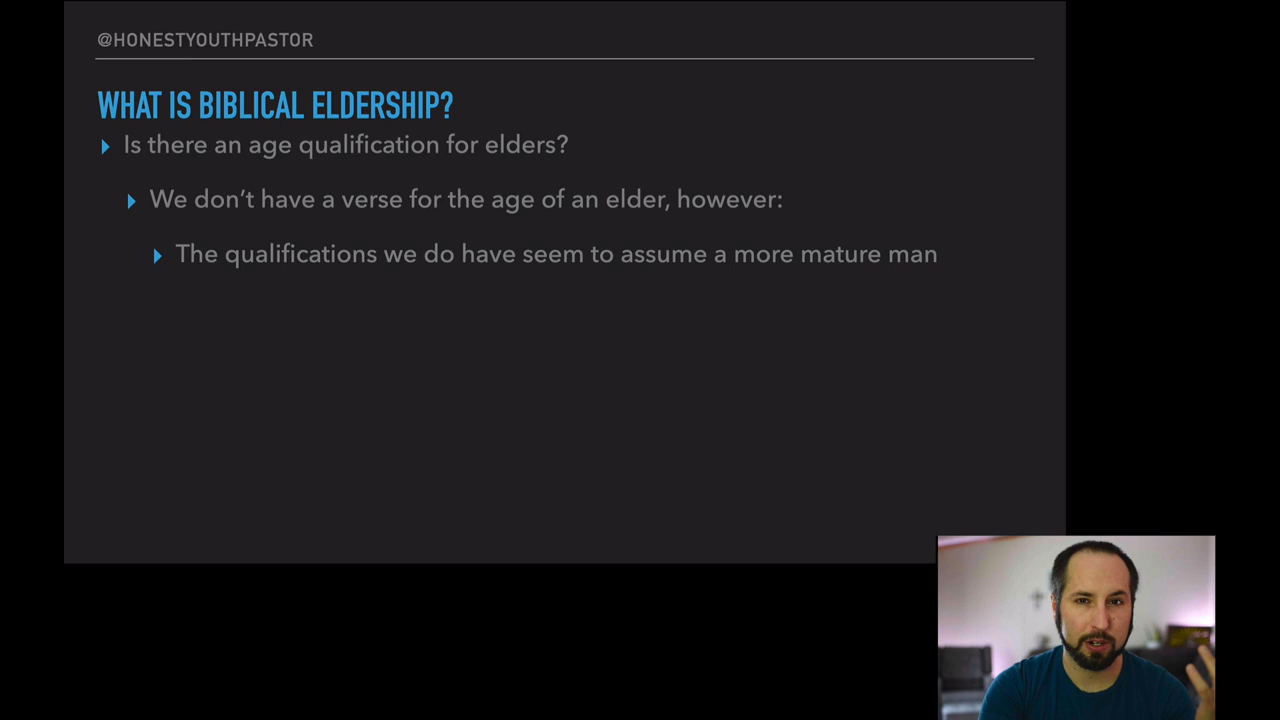 @HONESTYOUTHPASTOR
WHAT IS BIBLICAL ELDERSHIP?
Is there an age qualification for elders?
We don’t have a verse for the age of an elder, however:
The qualifications we do have seem to assume a more mature man